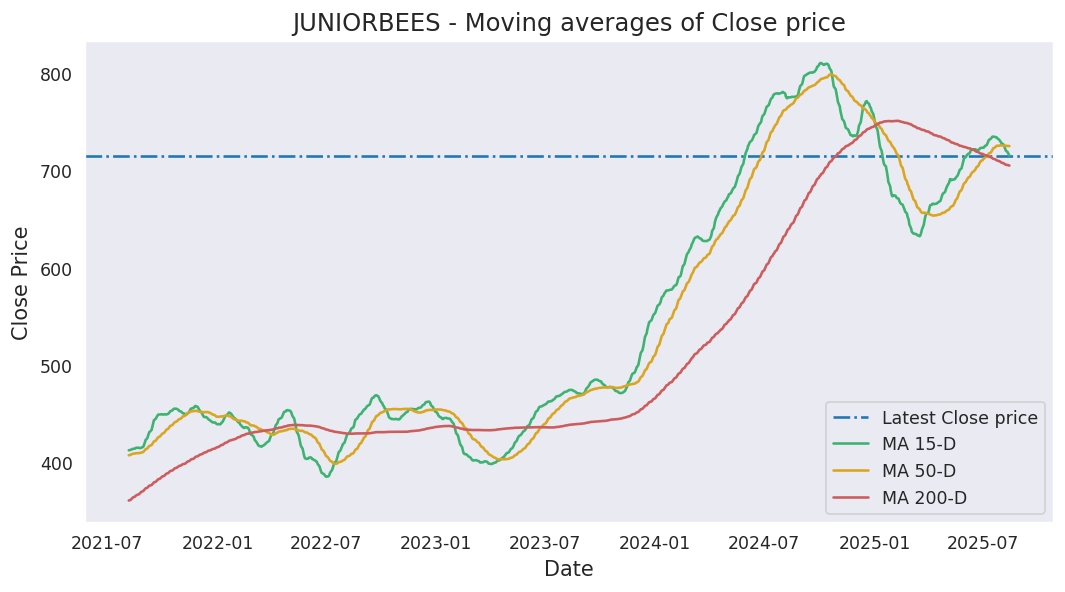 JUNIORBEES - Moving averages of Close price
Close Price
800
700
600
500
400
Latest Close price
MA 15-D
MA 50-D
MA 200-D
2021-07 2022-01 2022-07 2023-01 2023-07 2024-01 2024-07 2025-01 2025-07
Date